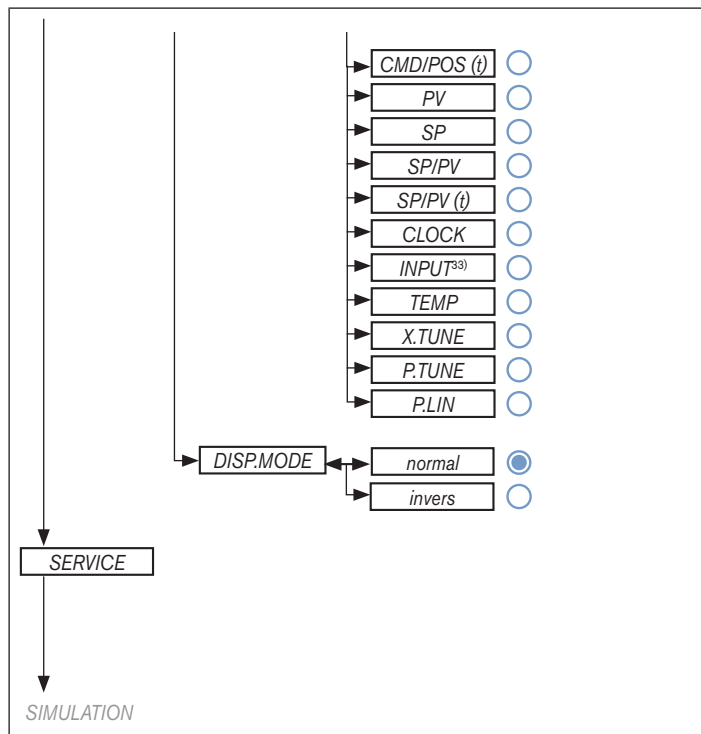 CMD/POS (t)
PV
SP
SP/PV
SP/PV (t)
CLOCK
INPUT³³⁾
TEMP
X.TUNE
P.TUNE
P.LIN
DISP.MODE
normal
invers
SERVICE
SIMULATION